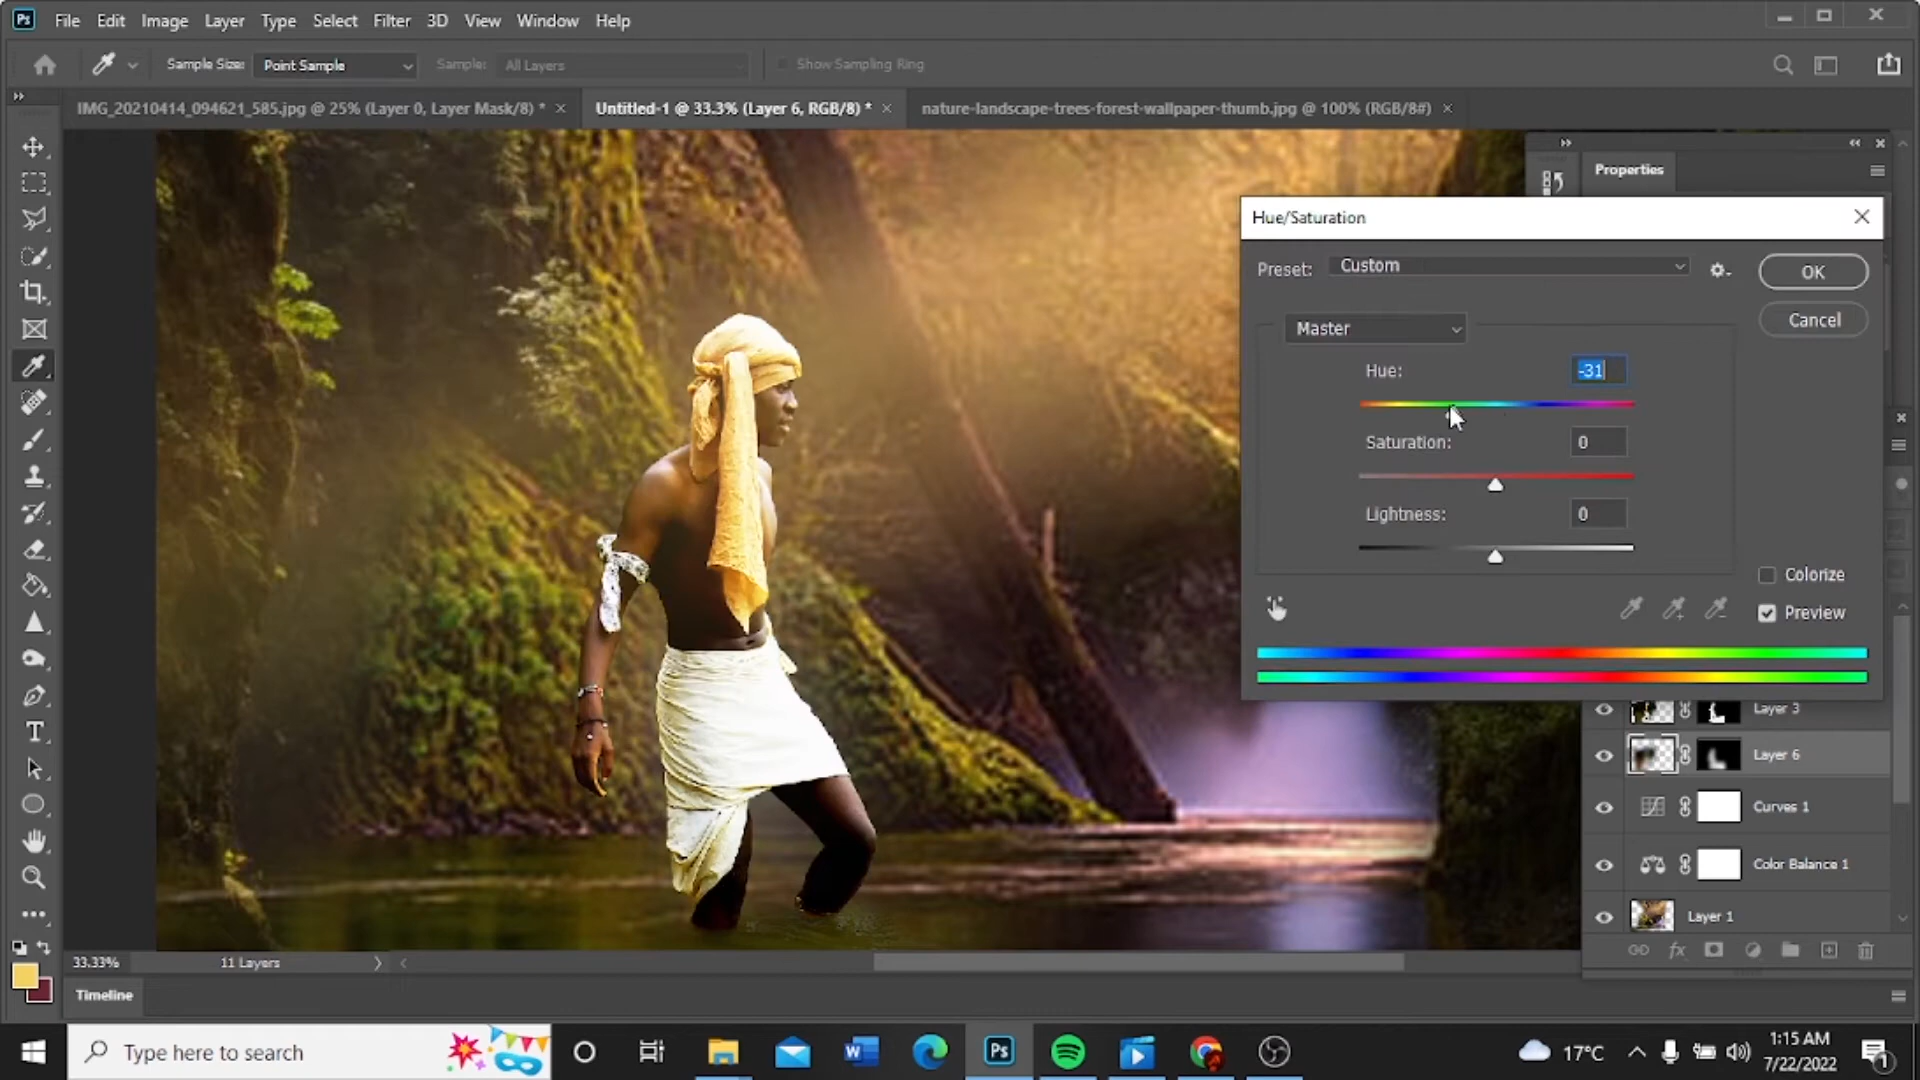 Ps File Edit Image Layer Type Select Filter 3D View Window Help
Sample Size: Point Sample Sample: All Layers Show Sampling Ring
IMG_20210414_094621_585.jpg @ 25% (Layer 0, Layer Mask/8) * Untitled-1 @ 33.3% (Layer 6, RGB/8) * nature-landscape-trees-forest-wallpaper-thumb.jpg @ 100% (RGB/8#)
Properties
Hue/Saturation
Preset: Custom
OK
Master
Cancel
Hue: -31
Saturation: 0
Lightness: 0
Colorize
Preview
Layer 3
Layer 6
Curves 1
Color Balance 1
Layer 1
33.33% 11 Layers
Timeline
Type here to search
17°C
1:15 AM
7/22/2022
1